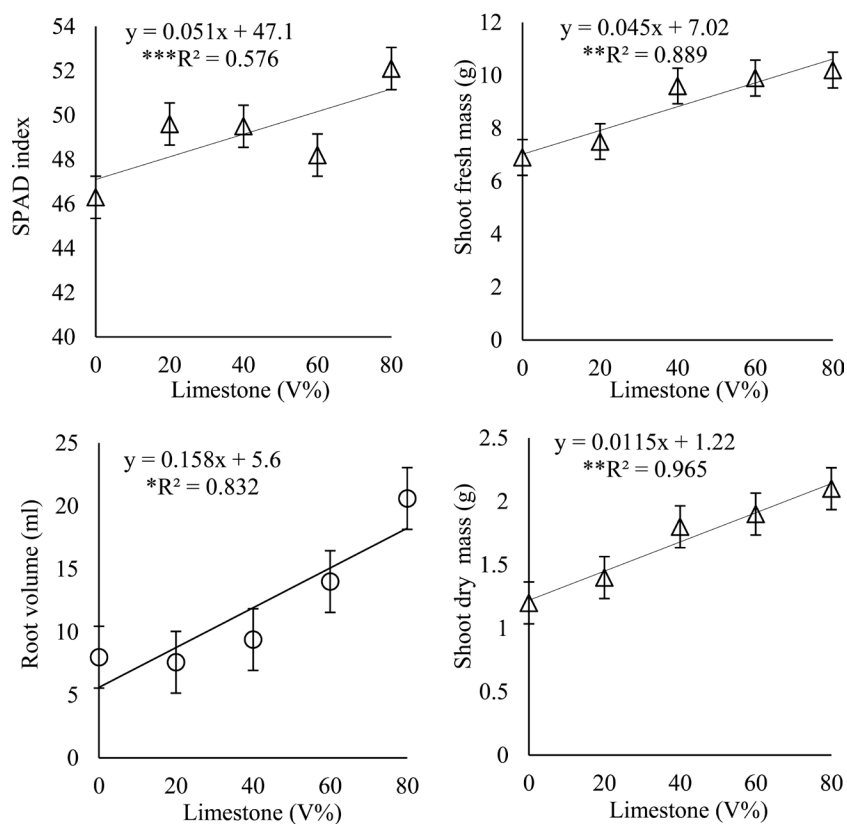 y = 0.051x + 47.1
***R² = 0.576
54
52
50
48
46
44
42
40
SPAD index
0 20 40 60 80
Limestone (V%)
y = 0.045x + 7.02
**R² = 0.889
12
10
8
6
4
2
0
Shoot fresh mass (g)
0 20 40 60 80
Limestone (V%)
y = 0.158x + 5.6
*R² = 0.832
25
20
15
10
5
0
Root volume (ml)
0 20 40 60 80
Limestone (V%)
y = 0.0115x + 1.22
**R² = 0.965
2.5
2
1.5
1
0.5
0
Shoot dry mass (g)
0 20 40 60 80
Limestone (V%)